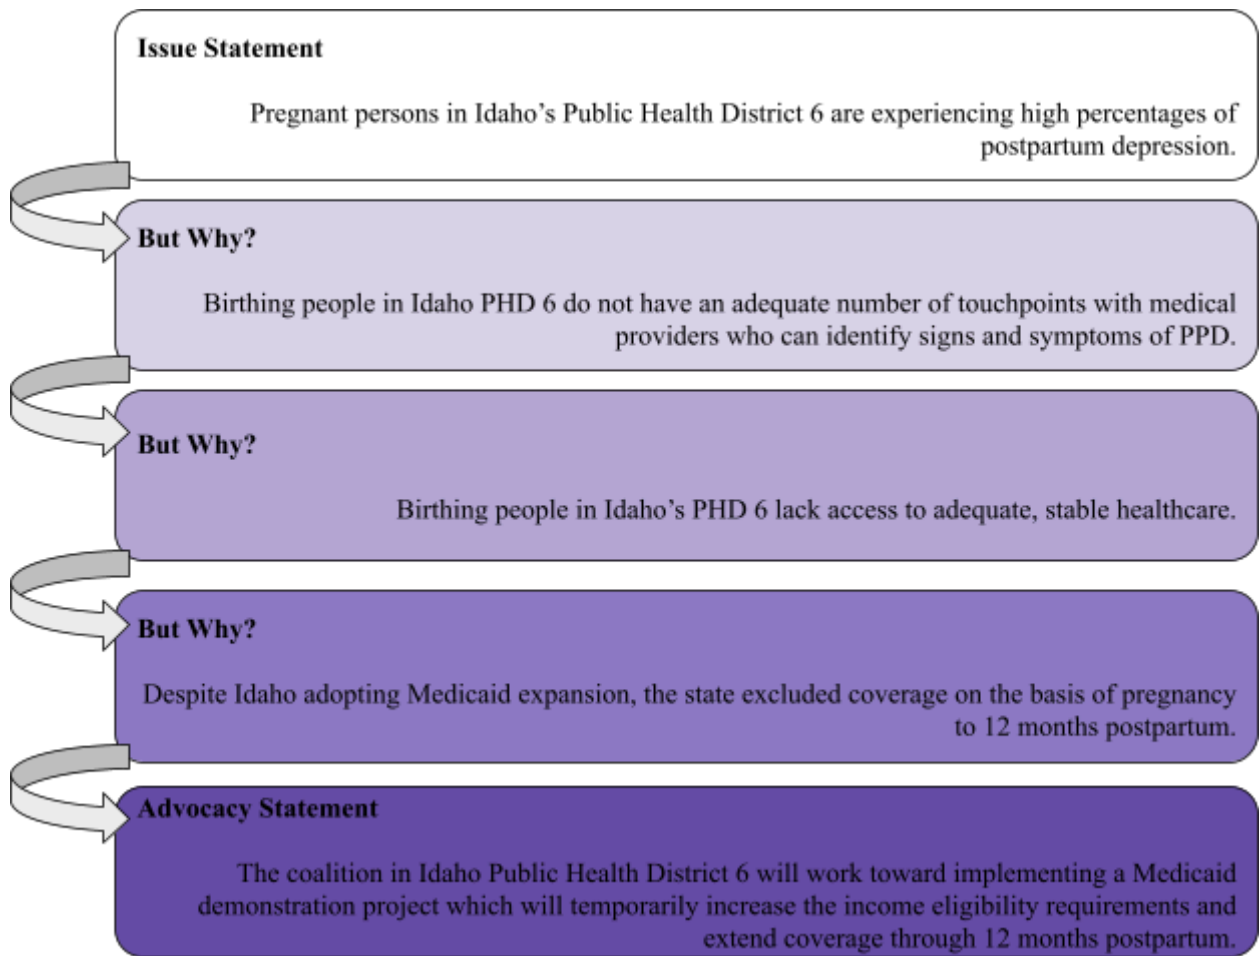 Issue Statement
Pregnant persons in Idaho’s Public Health District 6 are experiencing high percentages of
postpartum depression.
But Why?
Birthing people in Idaho PHD 6 do not have an adequate number of touchpoints with medical
providers who can identify signs and symptoms of PPD.
But Why?
Birthing people in Idaho’s PHD 6 lack access to adequate, stable healthcare.
But Why?
Despite Idaho adopting Medicaid expansion, the state excluded coverage on the basis of pregnancy
to 12 months postpartum.
Advocacy Statement
The coalition in Idaho Public Health District 6 will work toward implementing a Medicaid
demonstration project which will temporarily increase the income eligibility requirements and
extend coverage through 12 months postpartum.